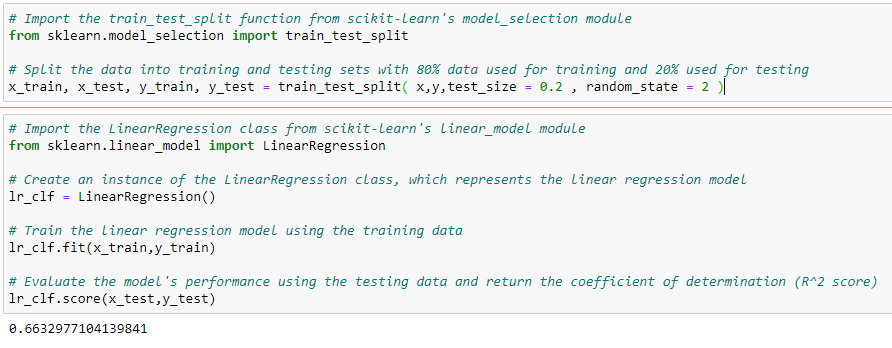 # Import the train_test_split function from scikit-learn's model_selection module
from sklearn.model_selection import train_test_split
# Split the data into training and testing sets with 80% data used for training and 20% used for testing
x_train, x_test, y_train, y_test = train_test_split( x,y,test_size = 0.2 , random_state = 2 )
# Import the LinearRegression class from scikit-learn's linear_model module
from sklearn.linear_model import LinearRegression
# Create an instance of the LinearRegression class, which represents the linear regression model
lr_clf = LinearRegression()
# Train the linear regression model using the training data
lr_clf.fit(x_train,y_train)
# Evaluate the model's performance using the testing data and return the coefficient of determination (R^2 score)
lr_clf.score(x_test,y_test)
0.6632977104139841